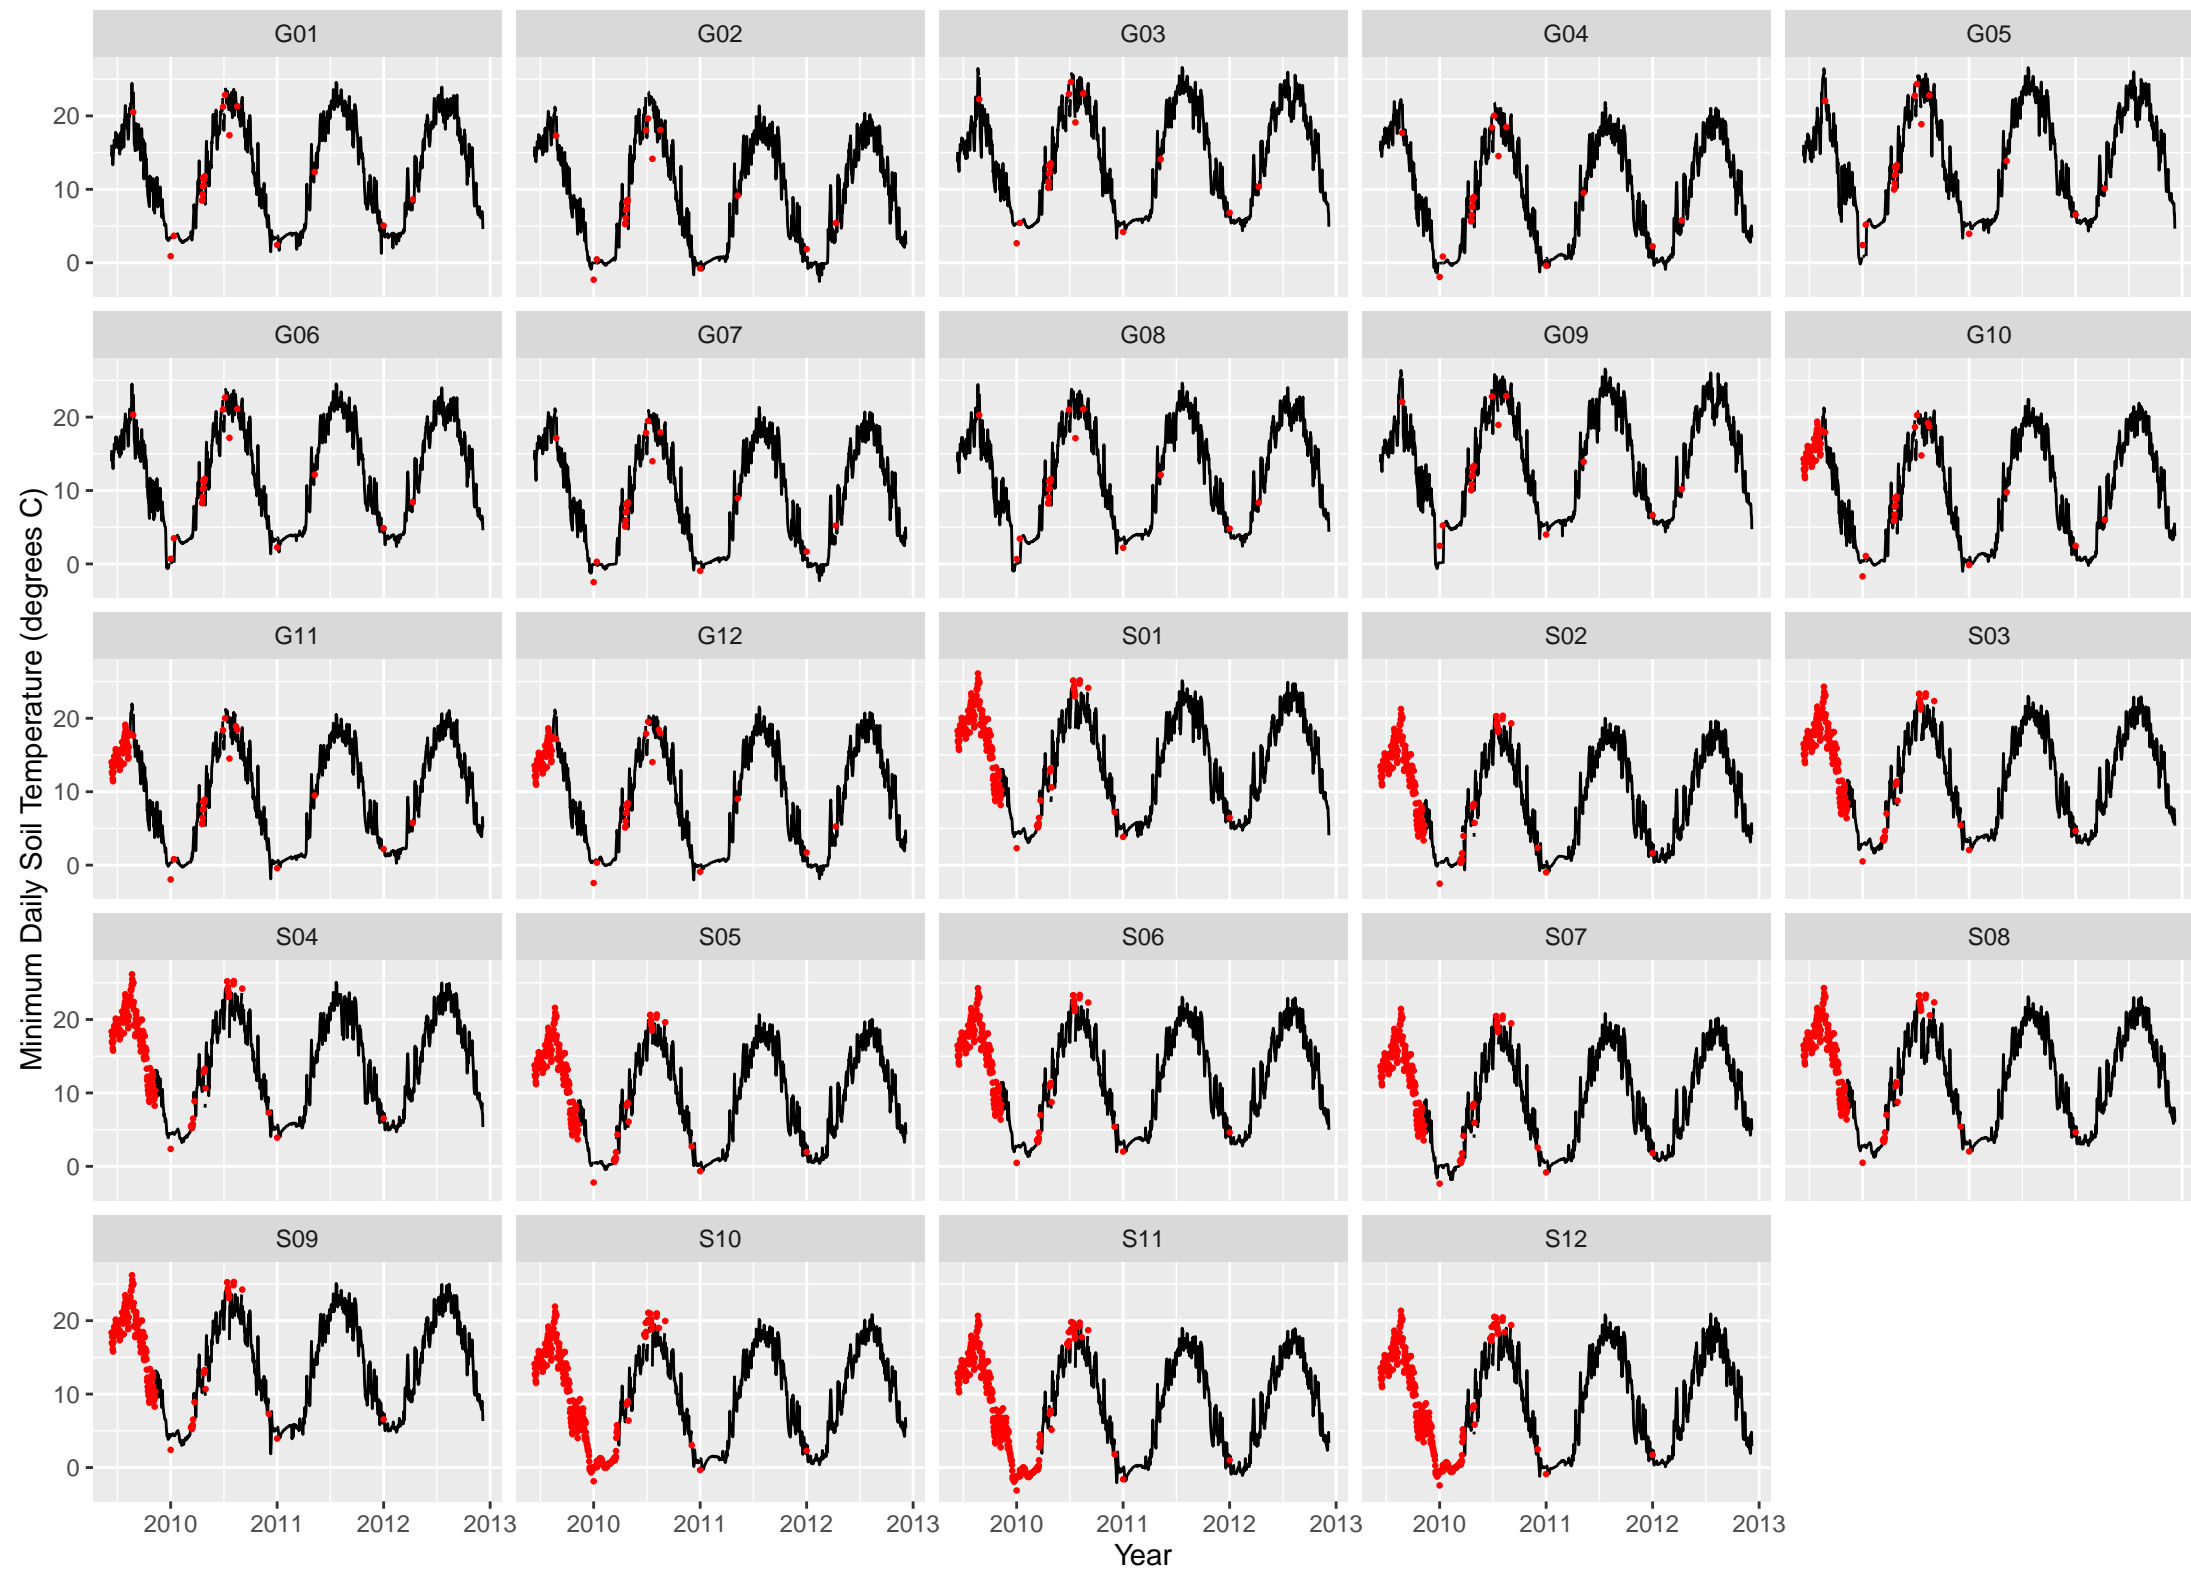 G01 G02 G03 G04 G05
20
10
0
G06 G07 G08 G09 G10
20
10
0
G11 G12 S01 S02 S03
20
10
0
S04 S05 S06 S07 S08
20
10
0
S09 S10 S11 S12
20
10
0
2010 2011 2012 2013 2010 2011 2012 2013 2010 2011 2012 2013 2010 2011 2012 2013
Year
Minimum Daily Soil Temperature (degrees C)